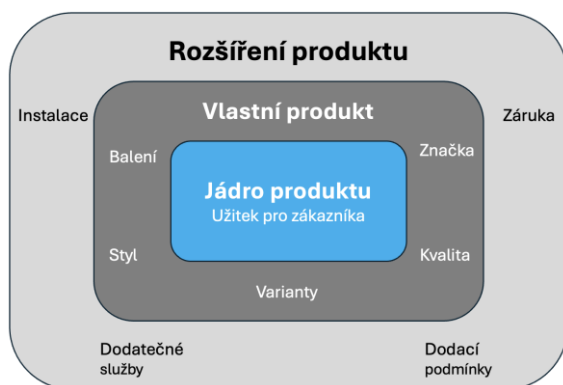 Rozšíření produktu
Instalace
Vlastní produkt
Záruka
Balení
Značka
Jádro produktu
Užitek pro zákazníka
Styl
Kvalita
Varianty
Dodatečné
služby
Dodací
podmínky